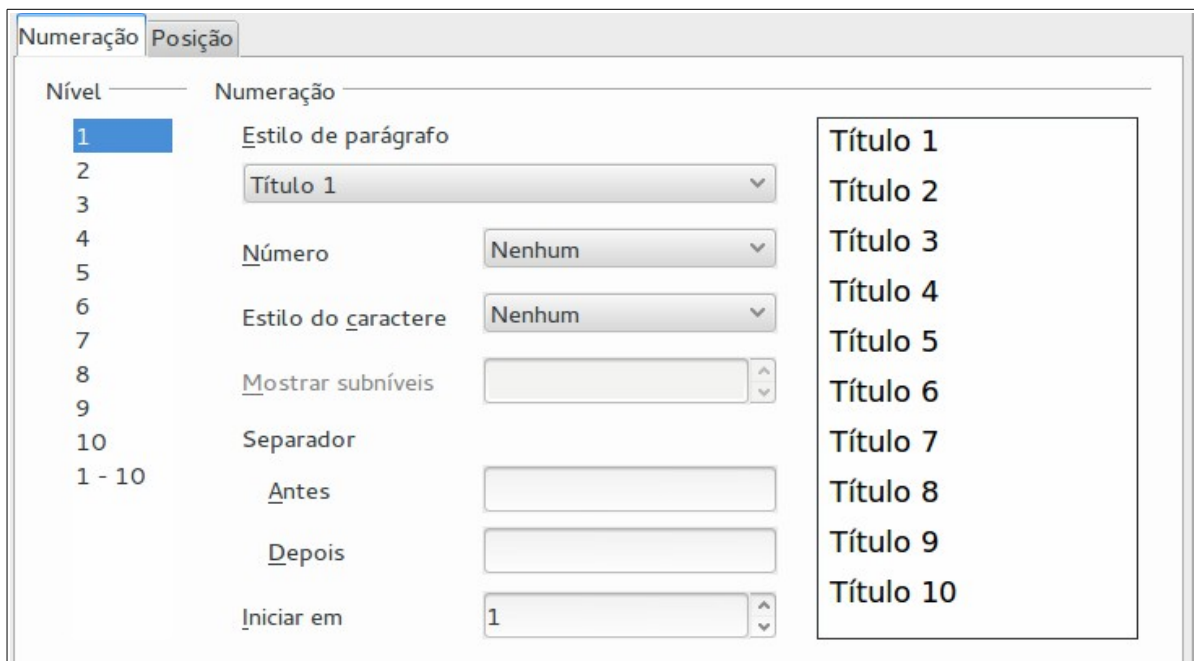 Numeração Posição
Nível Numeração
1
2
3
4
5
6
7
8
9
10
1 - 10
Estilo de parágrafo
Título 1
Número Nenhum
Estilo do caractere Nenhum
Mostrar subníveis
Separador
Antes
Depois
Iniciar em 1
Título 1
Título 2
Título 3
Título 4
Título 5
Título 6
Título 7
Título 8
Título 9
Título 10